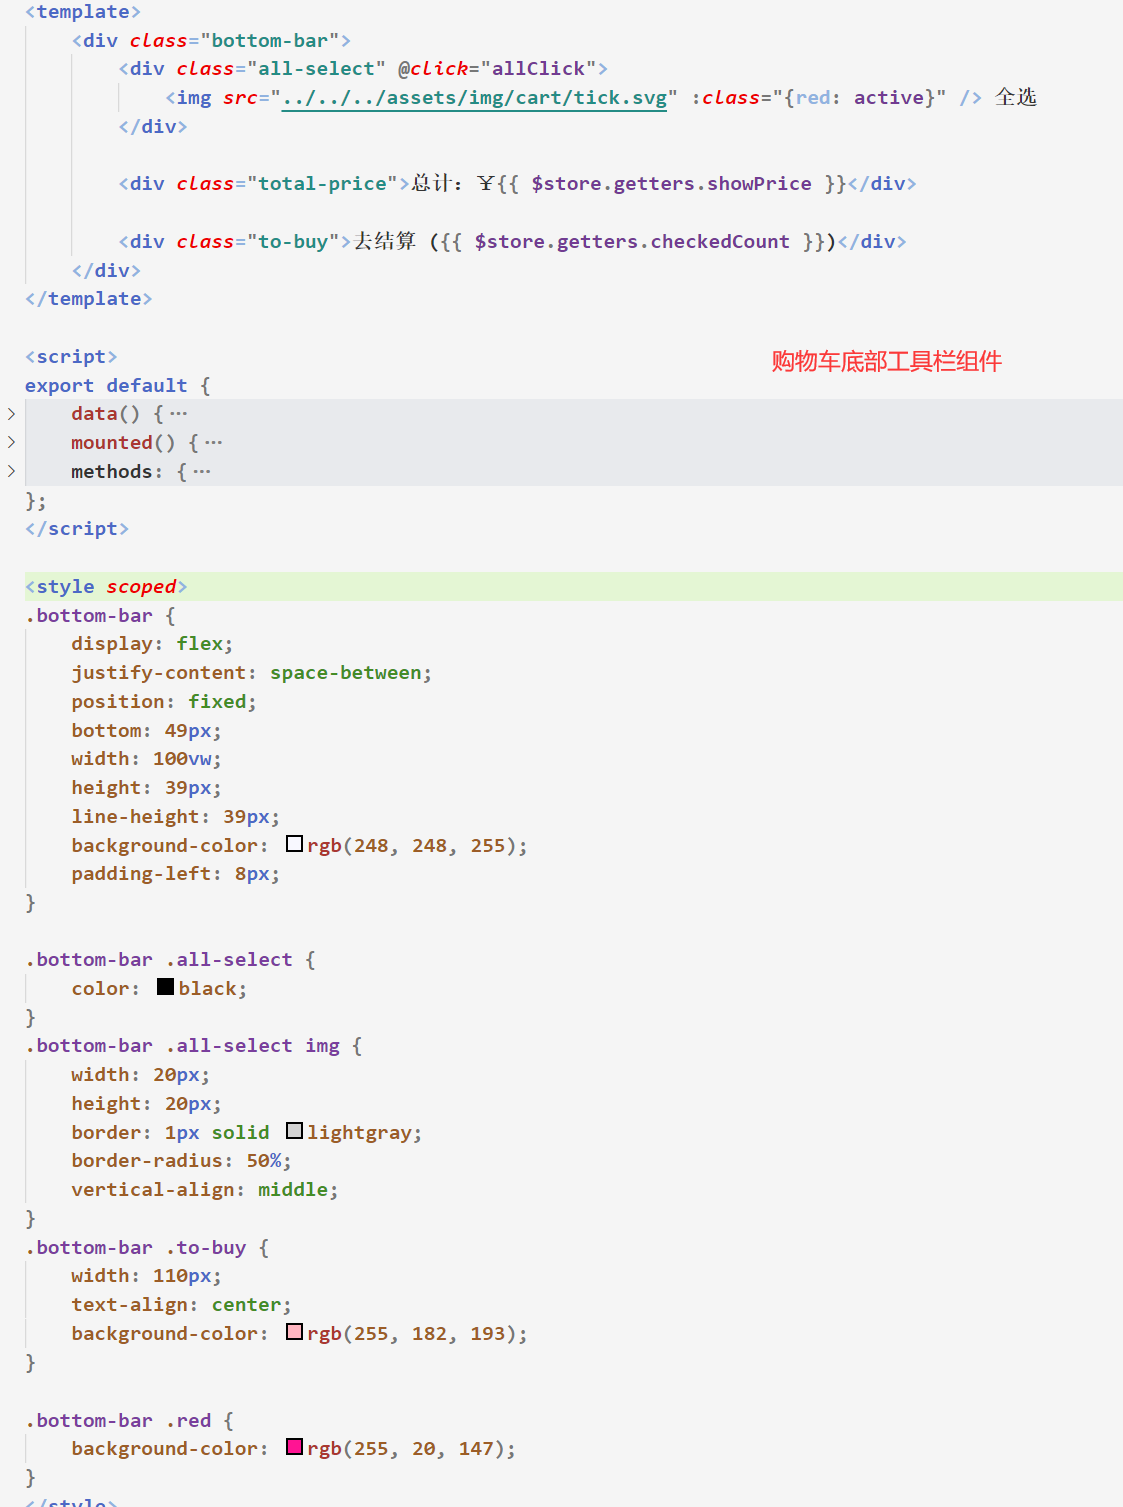 <template>
<div class="bottom-bar">
<div class="all-select" @click="allClick">
<img src="../../../assets/img/cart/tick.svg" :class="{red: active}" /> 全选
</div>
<div class="total-price">总计：￥{{ $store.getters.showPrice }}</div>
<div class="to-buy">去结算 ({{ $store.getters.checkedCount }})</div>
</div>
</template>
<script>
购物车底部工具栏组件
export default {
data() { ···
mounted() { ···
methods: { ···
};
</script>
<style scoped>
.bottom-bar {
display: flex;
justify-content: space-between;
position: fixed;
bottom: 49px;
width: 100vw;
height: 39px;
line-height: 39px;
background-color: rgb(248, 248, 255);
padding-left: 8px;
}
.bottom-bar .all-select {
color: black;
}
.bottom-bar .all-select img {
width: 20px;
height: 20px;
border: 1px solid lightgray;
border-radius: 50%;
vertical-align: middle;
}
.bottom-bar .to-buy {
width: 110px;
text-align: center;
background-color: rgb(255, 182, 193);
}
.bottom-bar .red {
background-color: rgb(255, 20, 147);
}
</style>